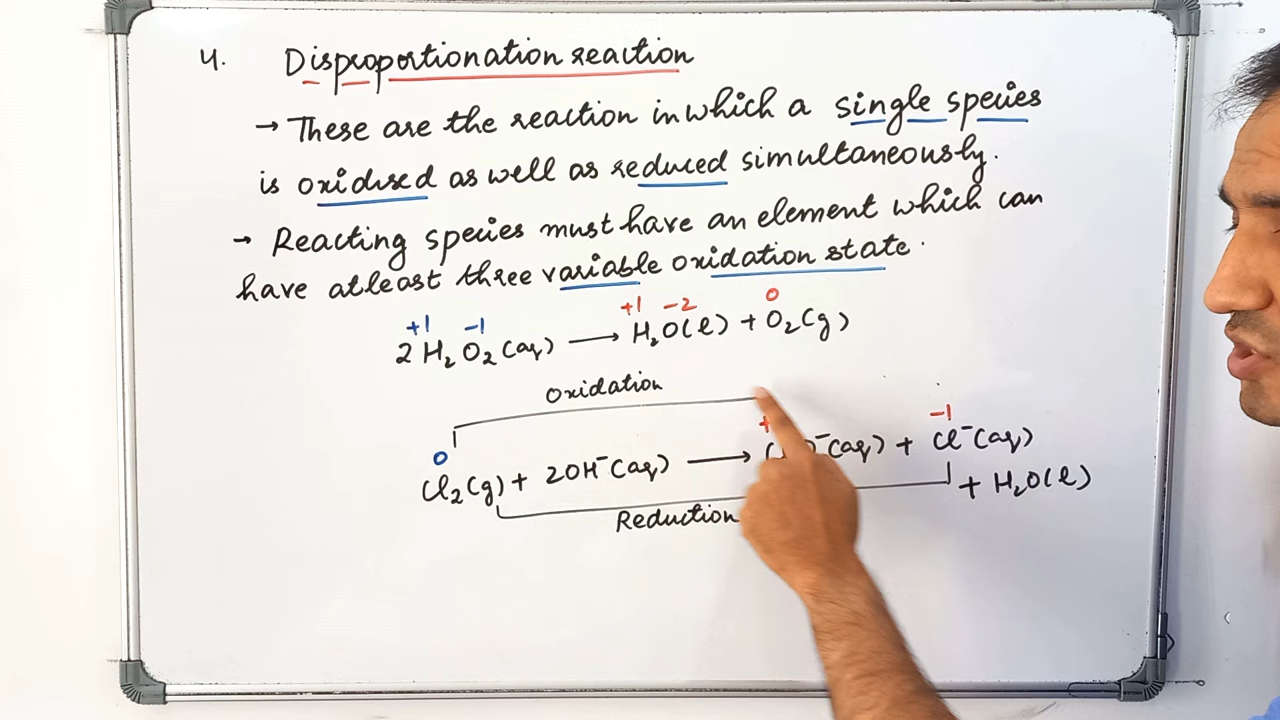 4. Disproportionation reaction
→ These are the reaction in which a single species
is oxidised as well as reduced simultaneously.
→ Reacting species must have an element which can
have atleast three variable oxidation state.
+1 -1 +1 -2 0
2H₂O₂(aq) ⟶ H₂O(l) + O₂(g)
Oxidation
0 + -1
Cl₂(g) + 2OH⁻(aq) ⟶ ⁻(aq) + Cl⁻(aq)
+ H₂O(l)
Reduction